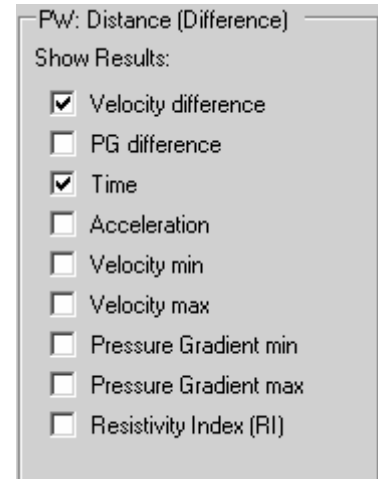 PW: Distance (Difference)
Show Results:
Velocity difference
PG difference
Time
Acceleration
Velocity min
Velocity max
Pressure Gradient min
Pressure Gradient max
Resistivity Index (RI)